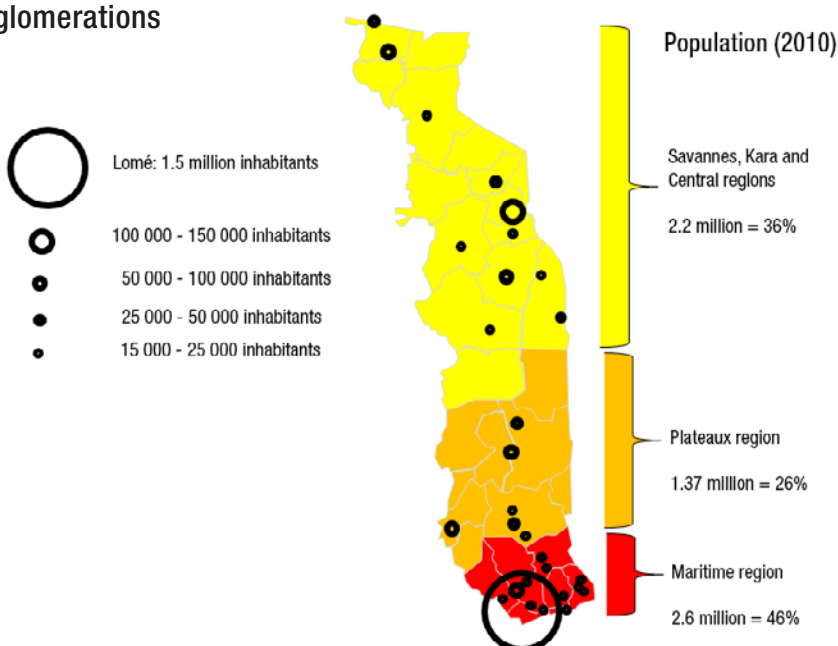 glomerations
Population (2010)
Lomé: 1.5 million inhabitants
100 000 - 150 000 inhabitants
50 000 - 100 000 inhabitants
25 000 - 50 000 inhabitants
15 000 - 25 000 inhabitants
Savannes, Kara and
Central regions
2.2 million = 36%
Plateaux region
1.37 million = 26%
Maritime region
2.6 million = 46%